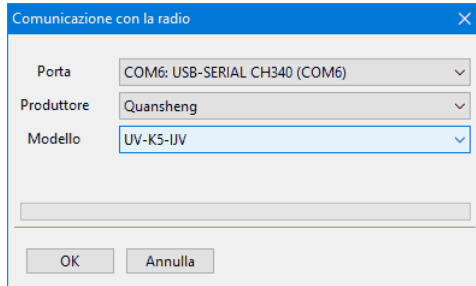 Comunicazione con la radio
Porta COM6: USB-SERIAL CH340 (COM6)
Produttore Quansheng
Modello UV-K5-IJV
OK Annulla